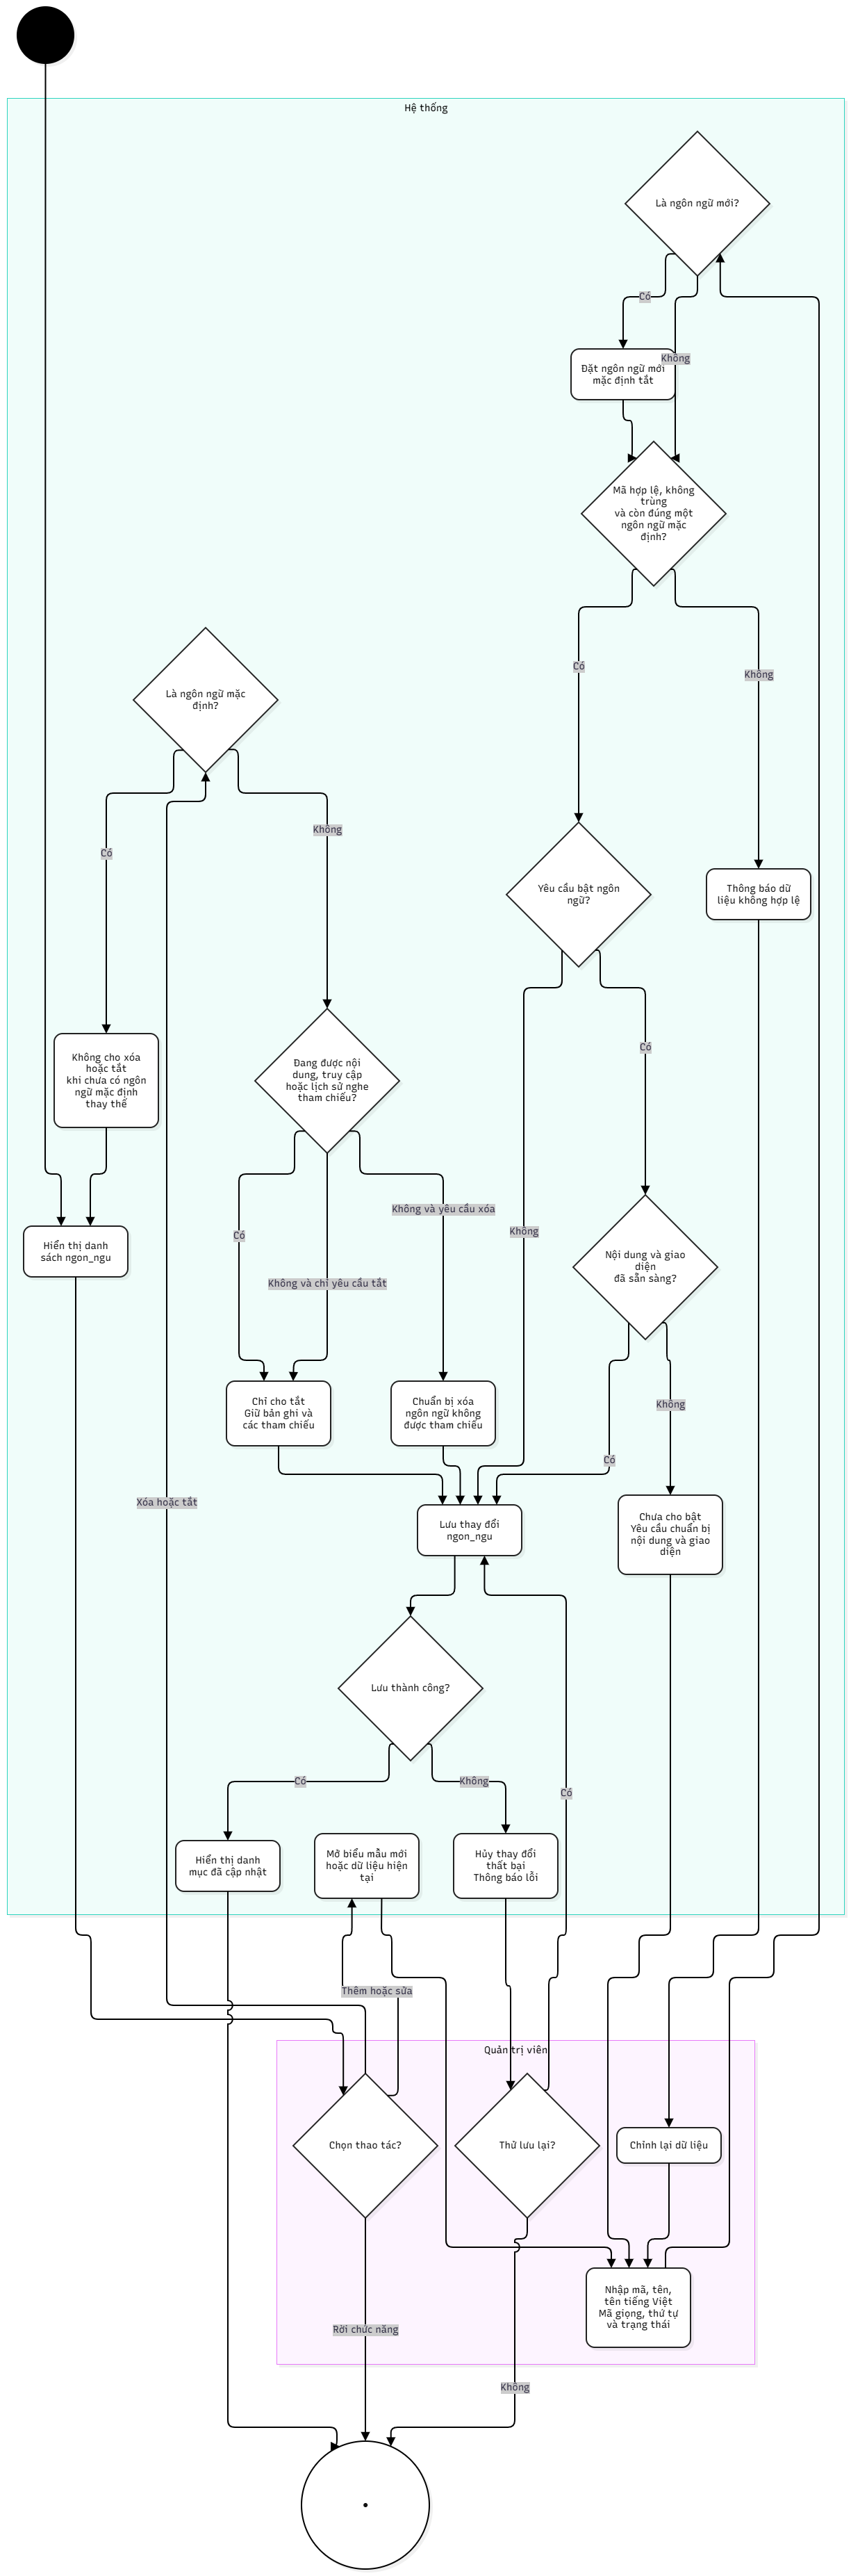 Hệ thống
Là ngôn ngữ mới?
Có
Không
Đặt ngôn ngữ mới
mặc định tắt
Mã hợp lệ, không
trùng
và còn đúng một
ngôn ngữ mặc
định?
Có
Không
Là ngôn ngữ mặc
định?
Không
Có
Yêu cầu bật ngôn
ngữ?
Thông báo dữ
liệu không hợp lệ
Có
Không cho xóa
hoặc tắt
khi chưa có ngôn
ngữ mặc định
thay thế
Đang được nội
dung, truy cập
hoặc lịch sử nghe
tham chiếu?
Không và yêu cầu xóa
Có
Không
Hiển thị danh
sách ngon_ngu
Nội dung và giao
diện
đã sẵn sàng?
Không và chỉ yêu cầu tắt
Chỉ cho tắt
Giữ bản ghi và
các tham chiếu
Chuẩn bị xóa
ngôn ngữ không
được tham chiếu
Không
Có
Xóa hoặc tắt
Lưu thay đổi
ngon_ngu
Chưa cho bật
Yêu cầu chuẩn bị
nội dung và giao
diện
Lưu thành công?
Có
Không
Có
Hiển thị danh
mục đã cập nhật
Mở biểu mẫu mới
hoặc dữ liệu hiện
tại
Hủy thay đổi
thất bại
Thông báo lỗi
Thêm hoặc sửa
Quản trị viên
Chọn thao tác?
Thử lưu lại?
Chỉnh lại dữ liệu
Nhập mã, tên,
tên tiếng Việt
Mã giọng, thứ tự
và trạng thái
Rời chức năng
Không